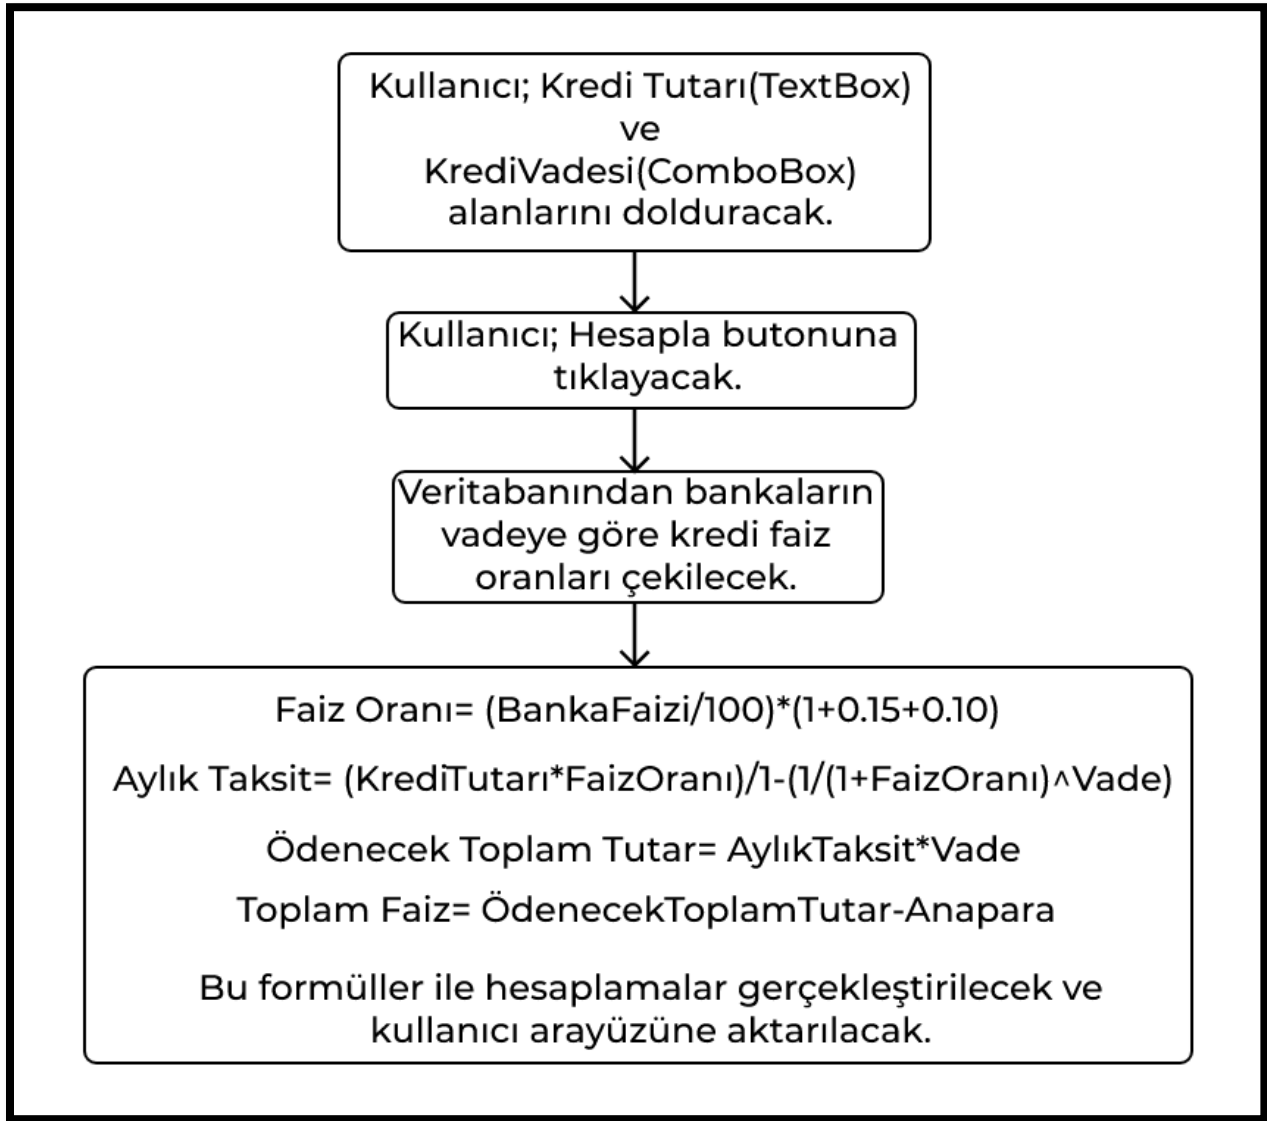 Kullanıcı; Kredi Tutarı(TextBox)
ve
KrediVadesi(ComboBox)
alanlarını dolduracak.
Kullanıcı; Hesapla butonuna
tıklayacak.
Veritabanından bankaların
vadeye göre kredi faiz
oranları çekilecek.
Faiz Oranı= (BankaFaizi/100)*(1+0.15+0.10)
Aylık Taksit= (KrediTutarı*FaizOranı)/1-(1/(1+FaizOranı)^Vade)
Ödenecek Toplam Tutar= AylıkTaksit*Vade
Toplam Faiz= ÖdenecekToplamTutar-Anapara
Bu formüller ile hesaplamalar gerçekleştirilecek ve
kullanıcı arayüzüne aktarılacak.